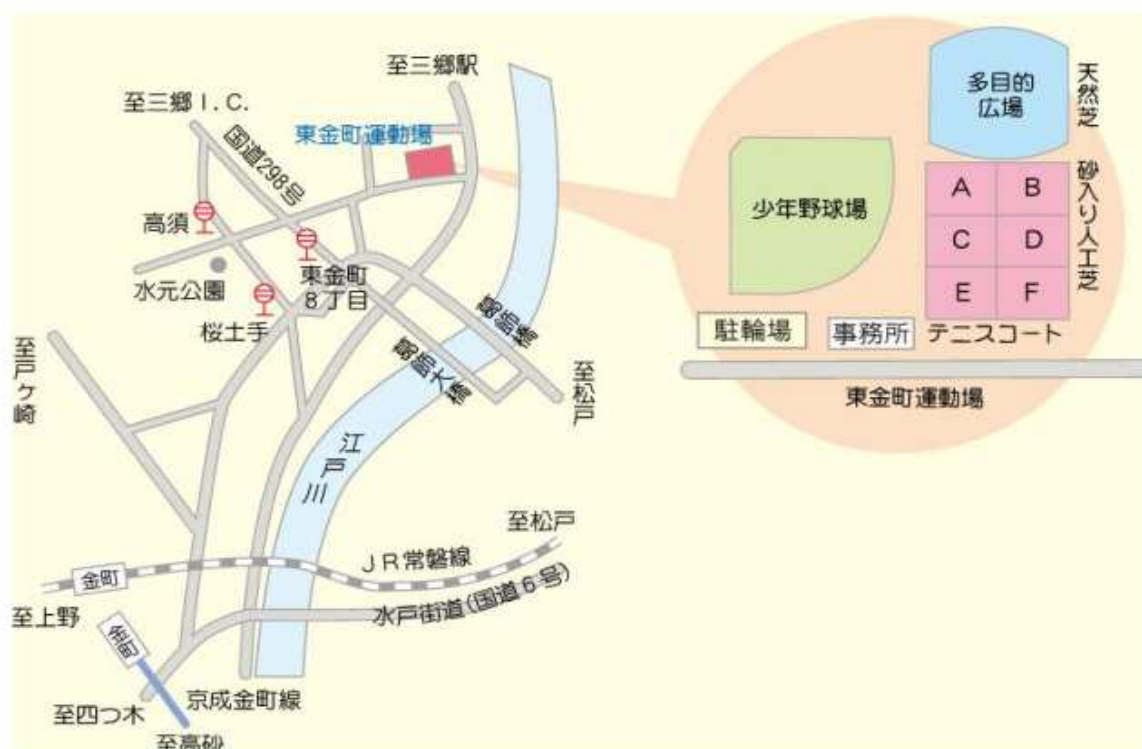 至三郷駅
至三郷I.C.
東金町運動場
国道298号
高須
東金町
8丁目
水元公園
桜土手
葛飾橋
葛飾大橋
至松戸
至戸ヶ崎
江戸川
至松戸
JR常磐線
金町
水戸街道(国道6号)
至上野
金町
京成金町線
至四つ木
至高砂
多目的
広場
天然芝
少年野球場
A B
C D
E F
砂入り人工芝
駐輪場
事務所
テニスコート
東金町運動場